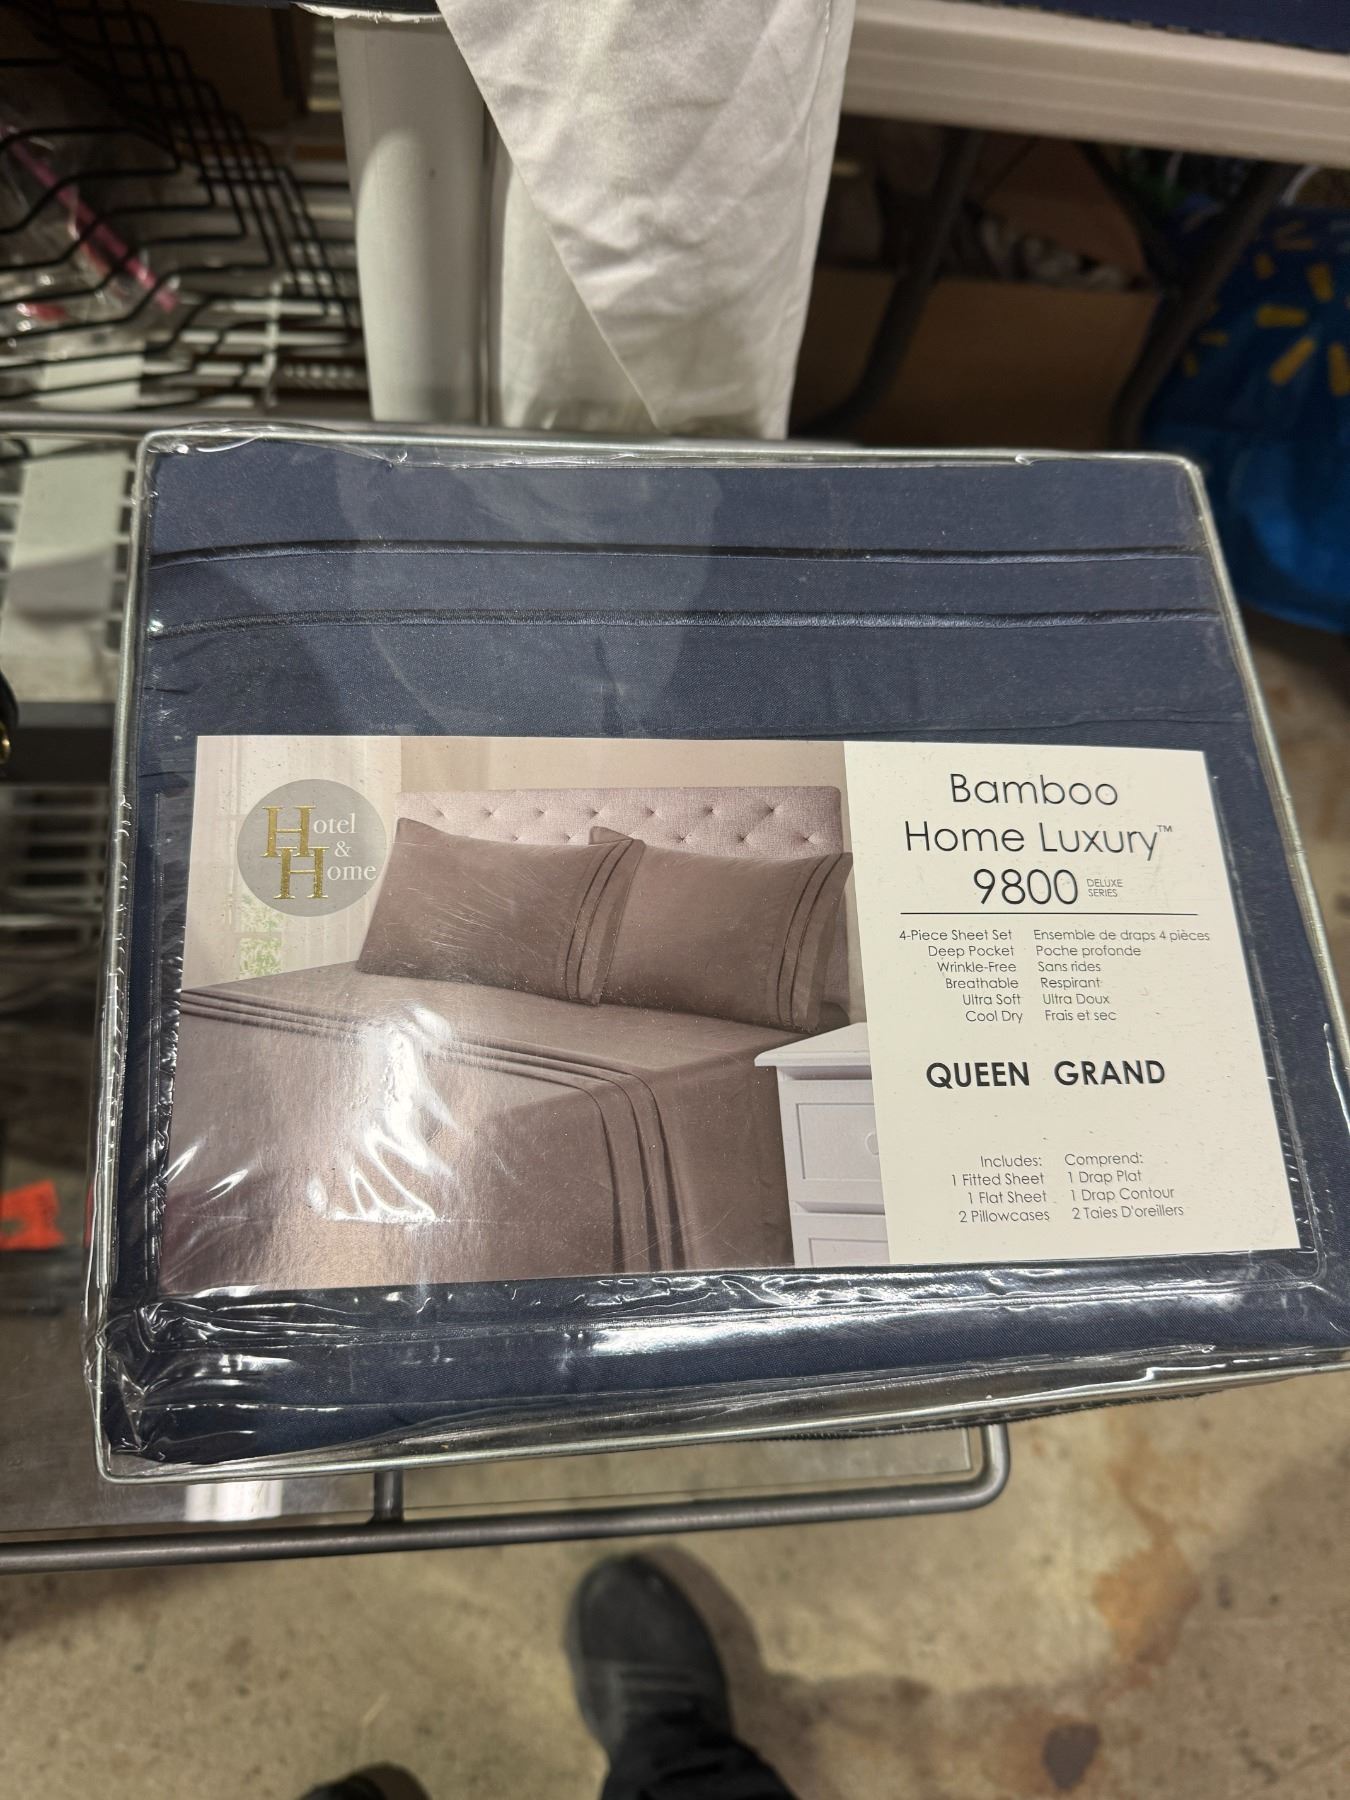 Hotel
&
Home
Bamboo
Home Luxury™
9800 DELUXE SERIES
4-Piece Sheet Set Ensemble de draps 4 pièces
Deep Pocket Poche profonde
Wrinkle-Free Sans rides
Breathable Respirant
Ultra Soft Ultra Doux
Cool Dry Frais et sec
QUEEN GRAND
Includes: Comprend:
1 Fitted Sheet 1 Drap Plat
1 Flat Sheet 1 Drap Contour
2 Pillowcases 2 Taies D'oreillers